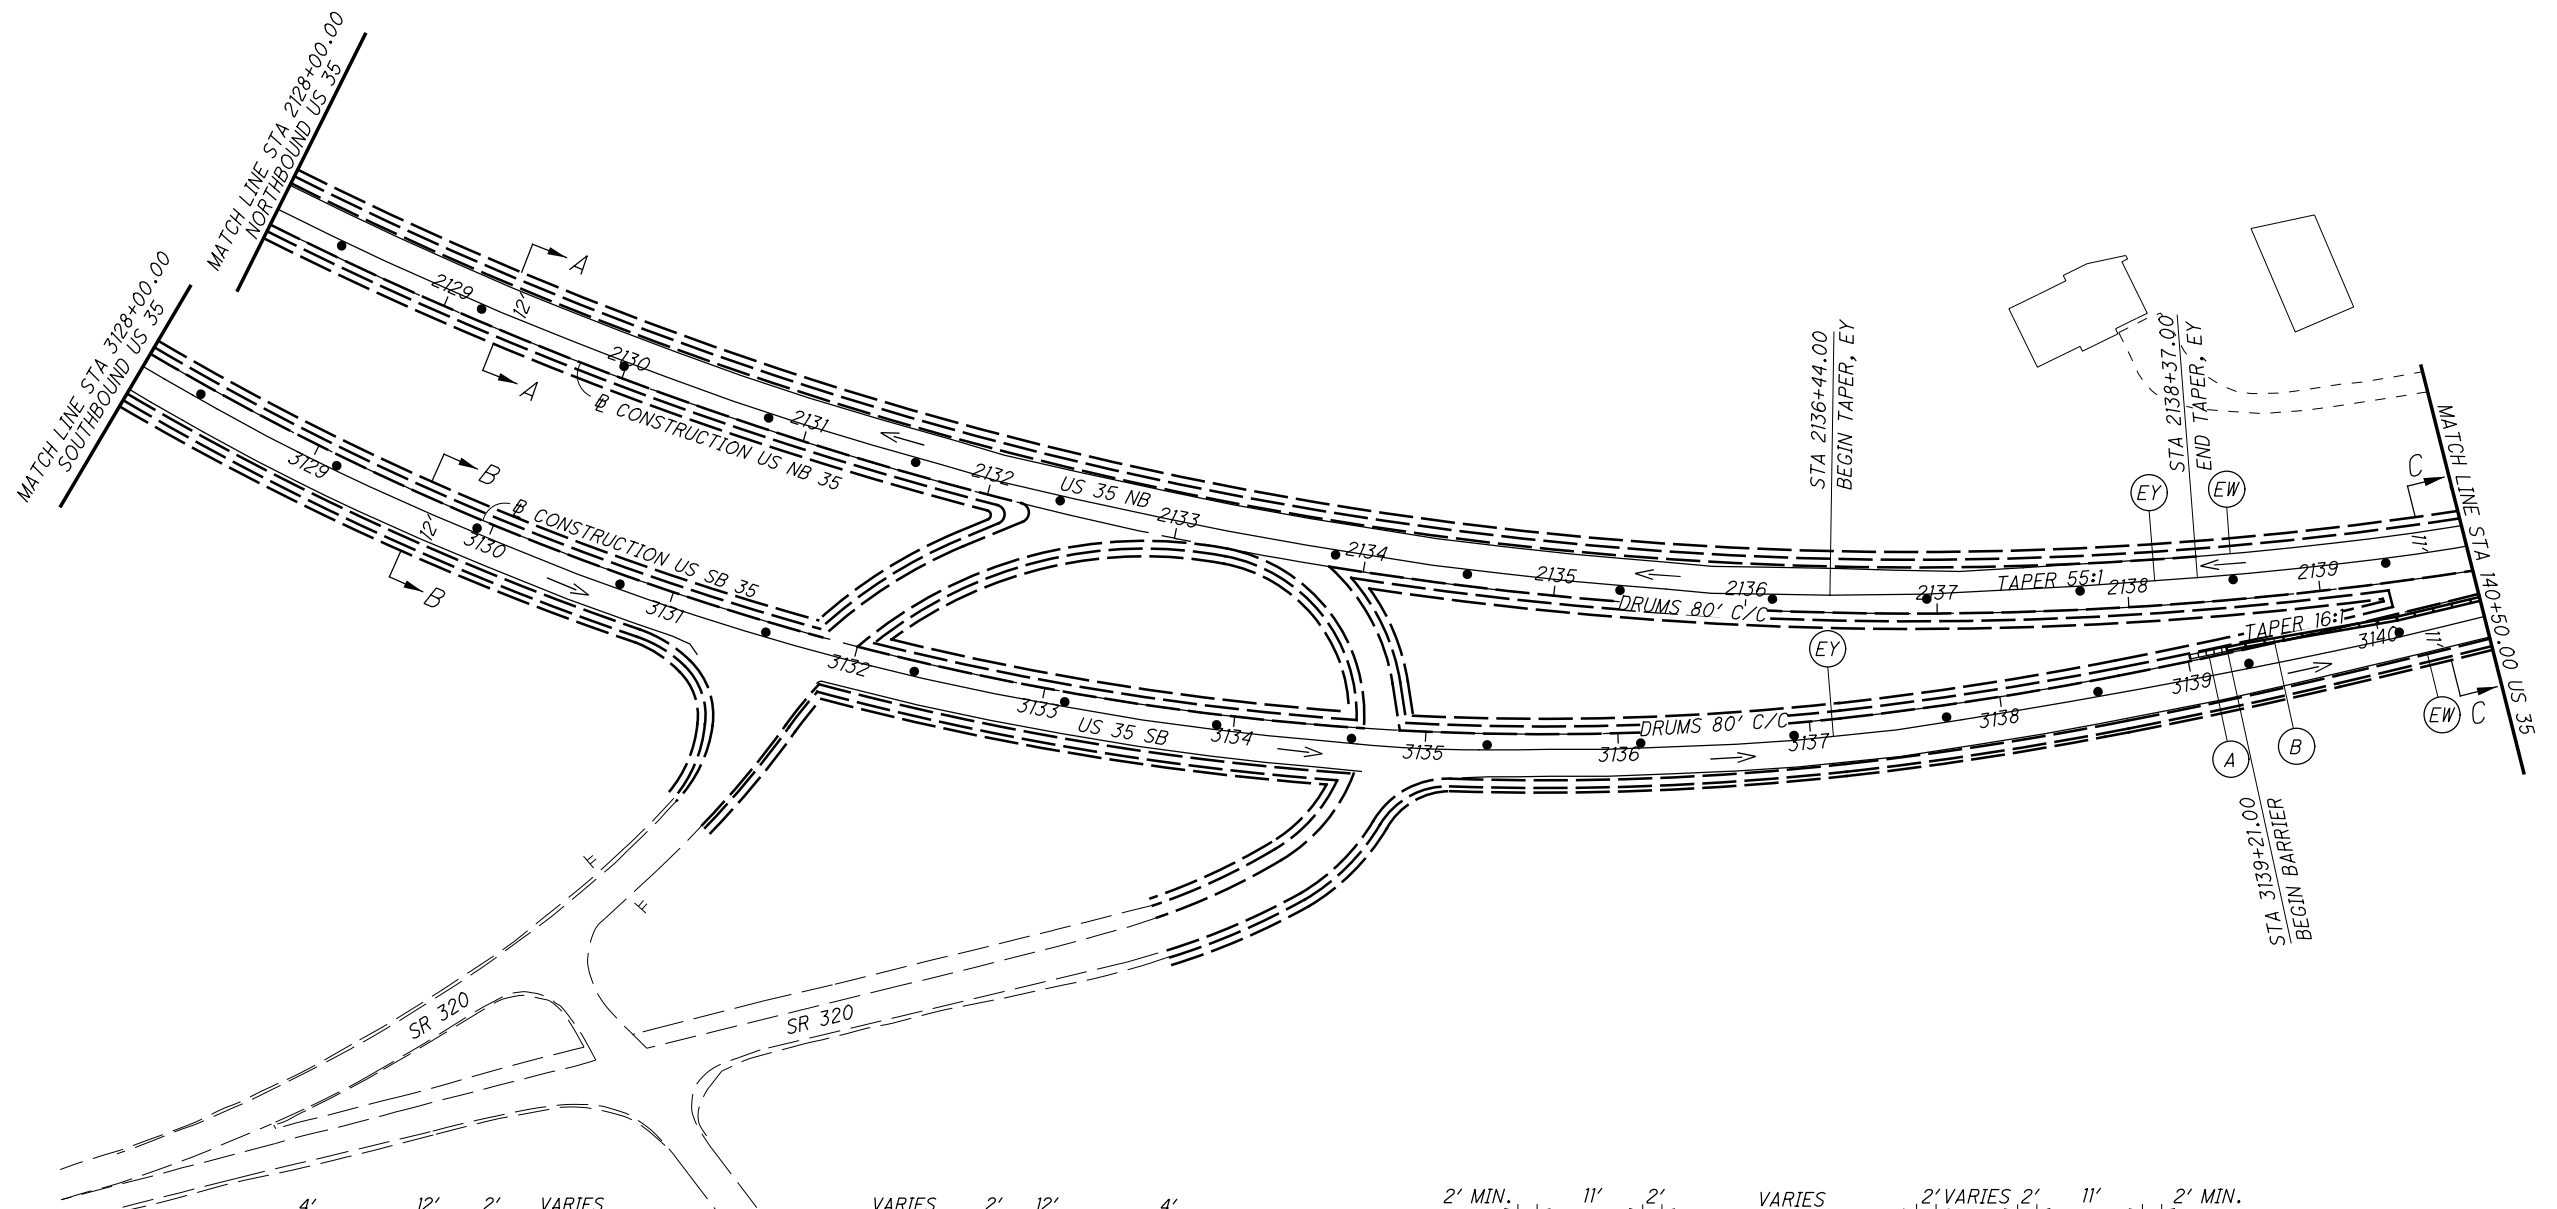 MATCH LINE STA 2128+00.00
NORTHBOUND US 35
MATCH LINE STA 3128+00.00
SOUTHBOUND US 35
A
A
B
B
2129
12'
2130
2131
2132
2133
2134
2135
2136
2137
2138
2139
B CONSTRUCTION US NB 35
US 35 NB
3129
12'
3130
3131
3132
3133
3134
3135
3136
3137
3138
3139
3140
B CONSTRUCTION US SB 35
US 35 SB
DRUMS 80' C/C
DRUMS 80' C/C
STA 2136+44.00
BEGIN TAPER, EY
STA 2138+37.00
END TAPER, EY
EY
EW
EY
TAPER 55:1
TAPER 16:1
C
11'
11'
MATCH LINE STA 140+50.00 US 35
EW
C
A
B
STA 3139+21.00
BEGIN BARRIER
SR 320
SR 320
4' 12' 2' VARIES VARIES 2' 12' 4' 2' MIN. 11' 2' VARIES 2' VARIES 2' 11' 2' MIN.